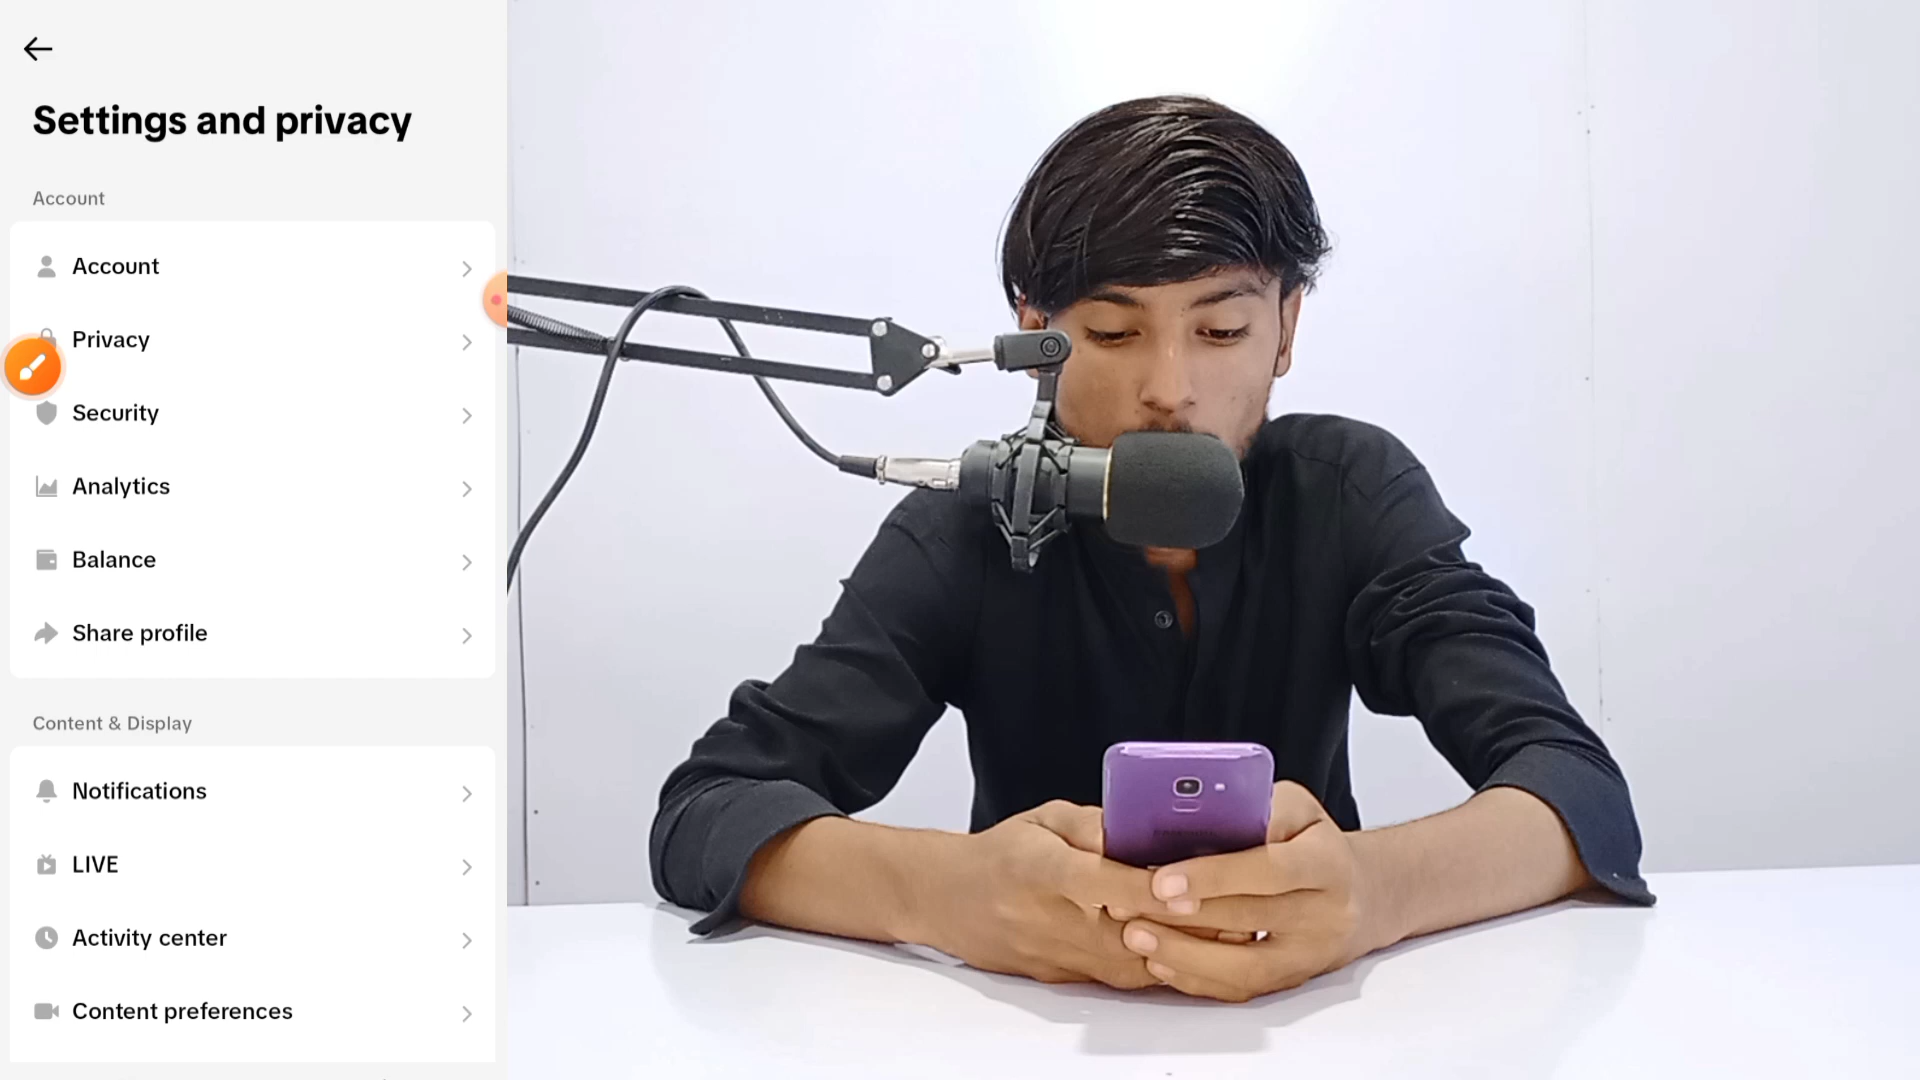 Settings and privacy
Account
Account
Privacy
Security
Analytics
Balance
Share profile
Content & Display
Notifications
LIVE
Activity center
Content preferences